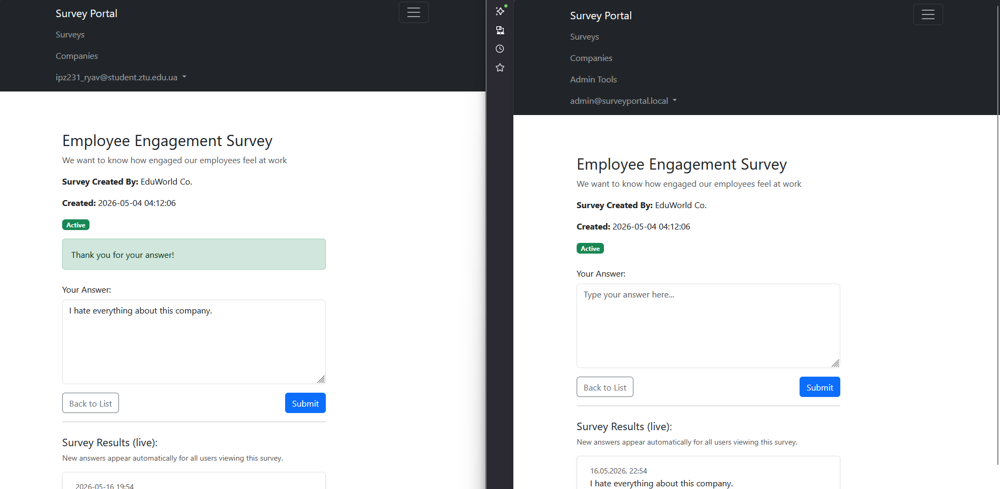 Survey Portal
Surveys
Companies
ipz231_ryav@student.ztu.edu.ua
Employee Engagement Survey
We want to know how engaged our employees feel at work
Survey Created By: EduWorld Co.
Created: 2026-05-04 04:12:06
Active
Thank you for your answer!
Your Answer:
I hate everything about this company.
Back to List
Submit
Survey Results (live):
New answers appear automatically for all users viewing this survey.
2026-05-16 19:54
Survey Portal
Surveys
Companies
Admin Tools
admin@surveyportal.local
Employee Engagement Survey
We want to know how engaged our employees feel at work
Survey Created By: EduWorld Co.
Created: 2026-05-04 04:12:06
Active
Your Answer:
Type your answer here...
Back to List
Submit
Survey Results (live):
New answers appear automatically for all users viewing this survey.
16.05.2026, 22:54
I hate everything about this company.